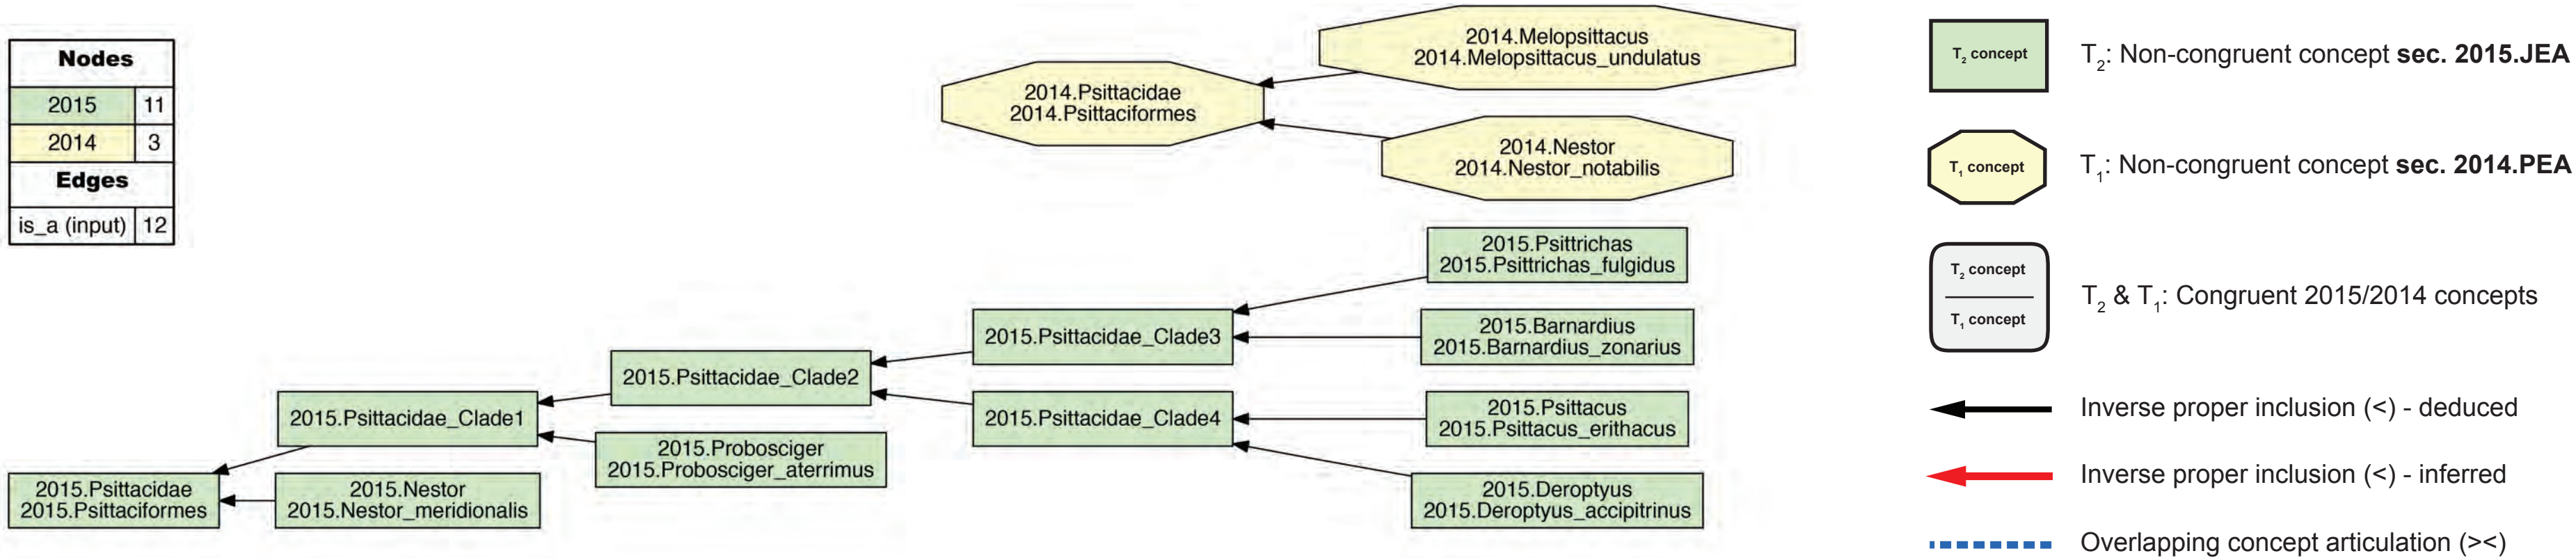 Nodes
2015 11
2014 3
Edges
is_a (input) 12
2014.Melopsittacus
2014.Melopsittacus_undulatus
2014.Psittacidae
2014.Psittaciformes
2014.Nestor
2014.Nestor_notabilis
2015.Psittrichas
2015.Psittrichas_fulgidus
2015.Psittacidae_Clade3
2015.Barnardius
2015.Barnardius_zonarius
2015.Psittacidae_Clade2
2015.Psittacidae_Clade1
2015.Psittacidae_Clade4
2015.Psittacus
2015.Psittacus_erithacus
2015.Probosciger
2015.Probosciger_aterrimus
2015.Psittacidae
2015.Psittaciformes
2015.Nestor
2015.Nestor_meridionalis
2015.Deroptyus
2015.Deroptyus_accipitrinus
T2 concept
T2: Non-congruent concept sec. 2015.JEA
T1 concept
T1: Non-congruent concept sec. 2014.PEA
T2 concept
T1 concept
T2 & T1: Congruent 2015/2014 concepts
Inverse proper inclusion (<) - deduced
Inverse proper inclusion (<) - inferred
Overlapping concept articulation (><)